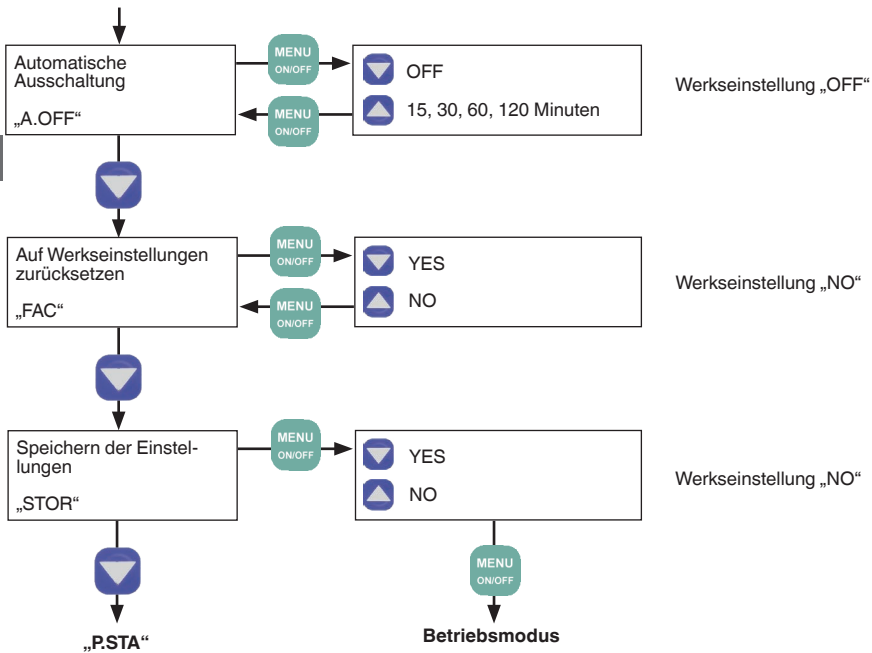 Automatische
Ausschaltung
„A.OFF“
MENU
ON/OFF
MENU
ON/OFF
OFF
15, 30, 60, 120 Minuten
Werkseinstellung „OFF“
Auf Werkseinstellungen
zurücksetzen
„FAC“
MENU
ON/OFF
MENU
ON/OFF
YES
NO
Werkseinstellung „NO“
Speichern der Einstel-
lungen
„STOR“
MENU
ON/OFF
YES
NO
Werkseinstellung „NO“
MENU
ON/OFF
„P.STA“
Betriebsmodus